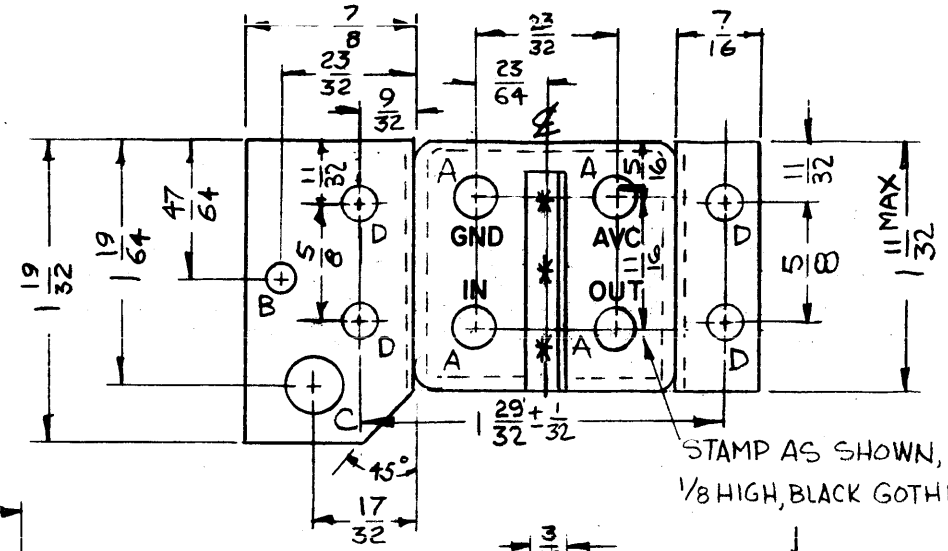 7/8
23/32
7/16
23/32
23/64
9/32
℄
11/32
5/16
11/32
A
A
47/64
GND
AVC
1 19/32
1 19/64
5/8
D
11/16
D
5/8
1 11/32 MAX
B
IN
OUT
D
A
A
D
C
1 29/32 ± 1/32
STAMP AS SHOWN,
45°
1/8 HIGH, BLACK GOTHI
17/32
3